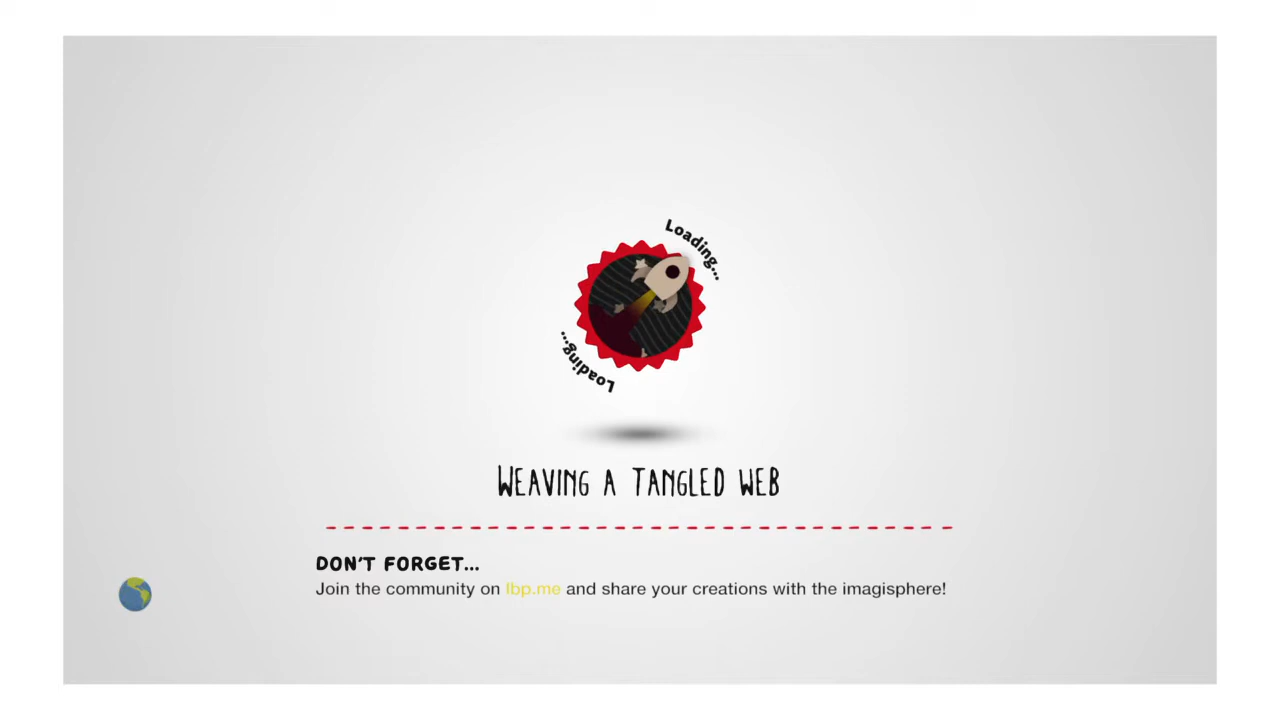 Loading...
Loading...
Weaving a tangled web
Don't forget...
Join the community on lbp.me and share your creations with the imagisphere!